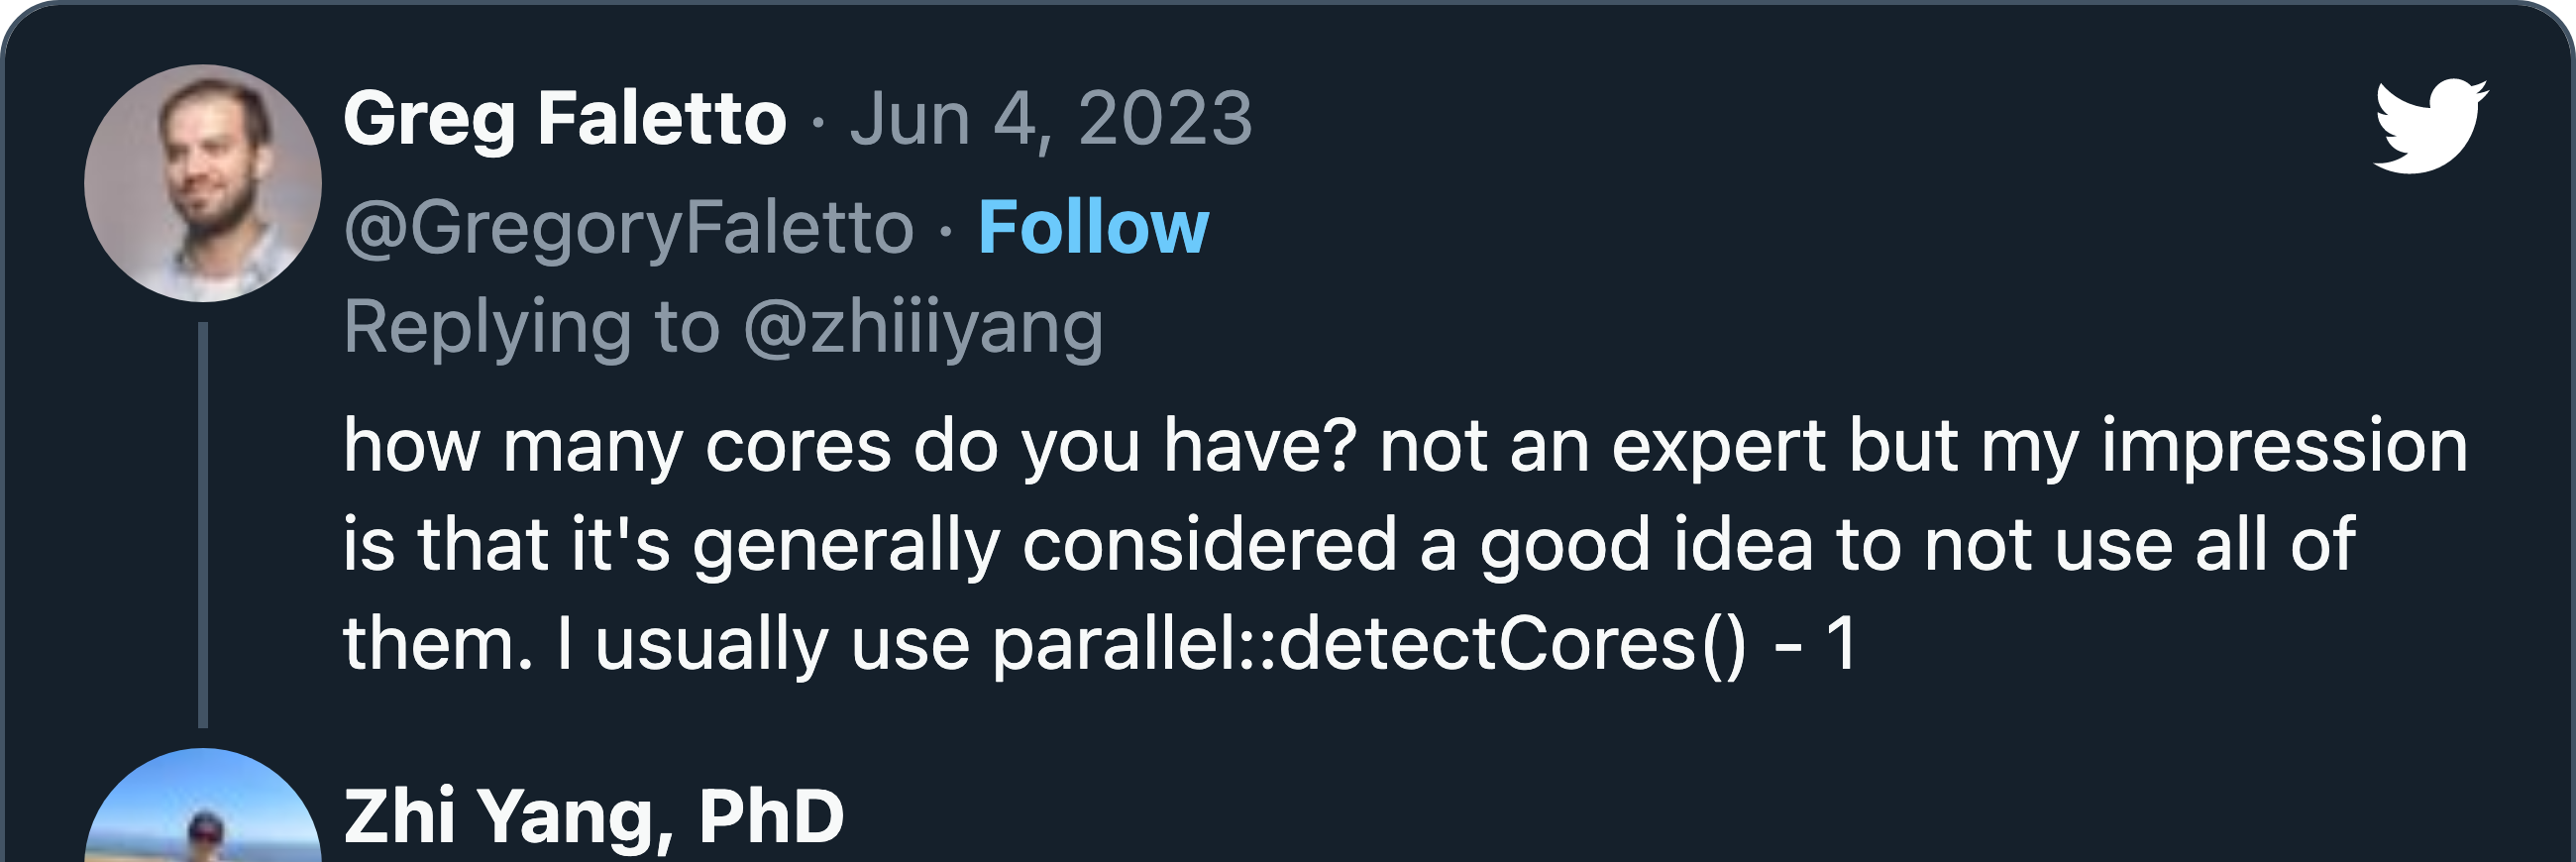 Greg Faletto · Jun 4, 2023
@GregoryFaletto · Follow
Replying to @zhiiiyang
how many cores do you have? not an expert but my impression
is that it's generally considered a good idea to not use all of
them. I usually use parallel::detectCores() - 1
Zhi Yang, PhD